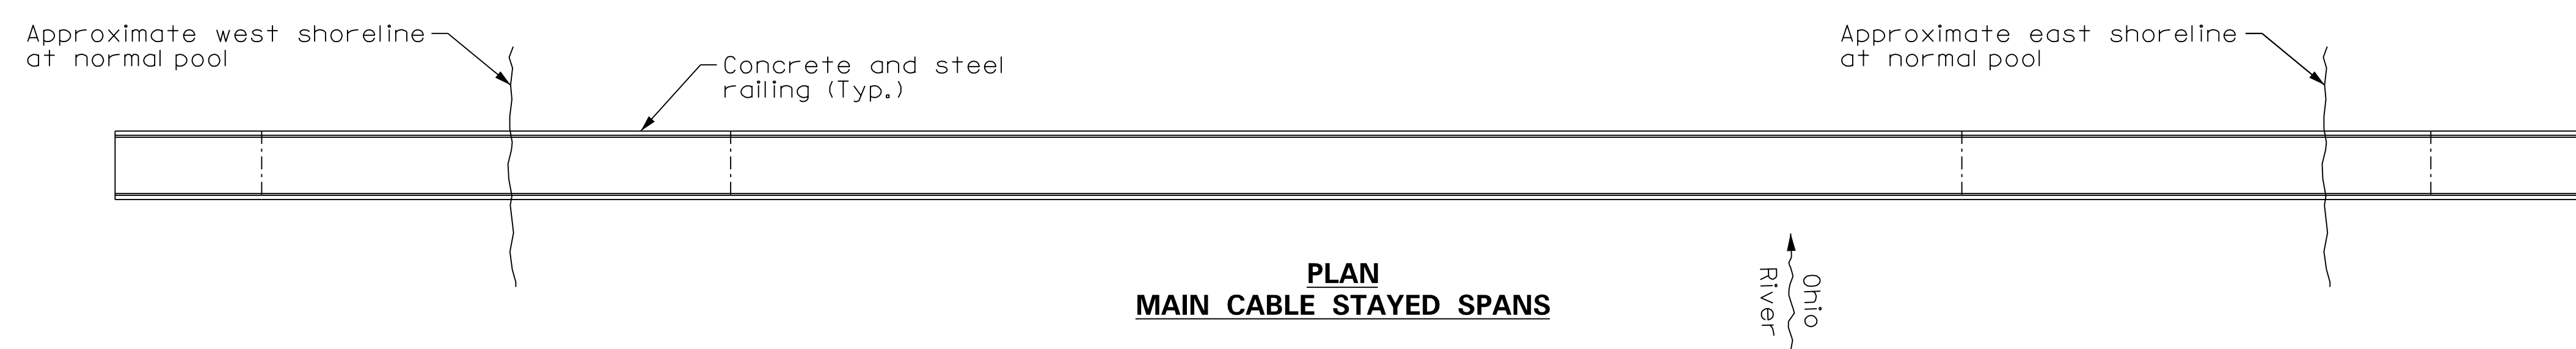 Approximate west shoreline
at normal pool
Concrete and steel
railing (Typ.)
Approximate east shoreline
at normal pool
PLAN
MAIN CABLE STAYED SPANS
Ohio
River